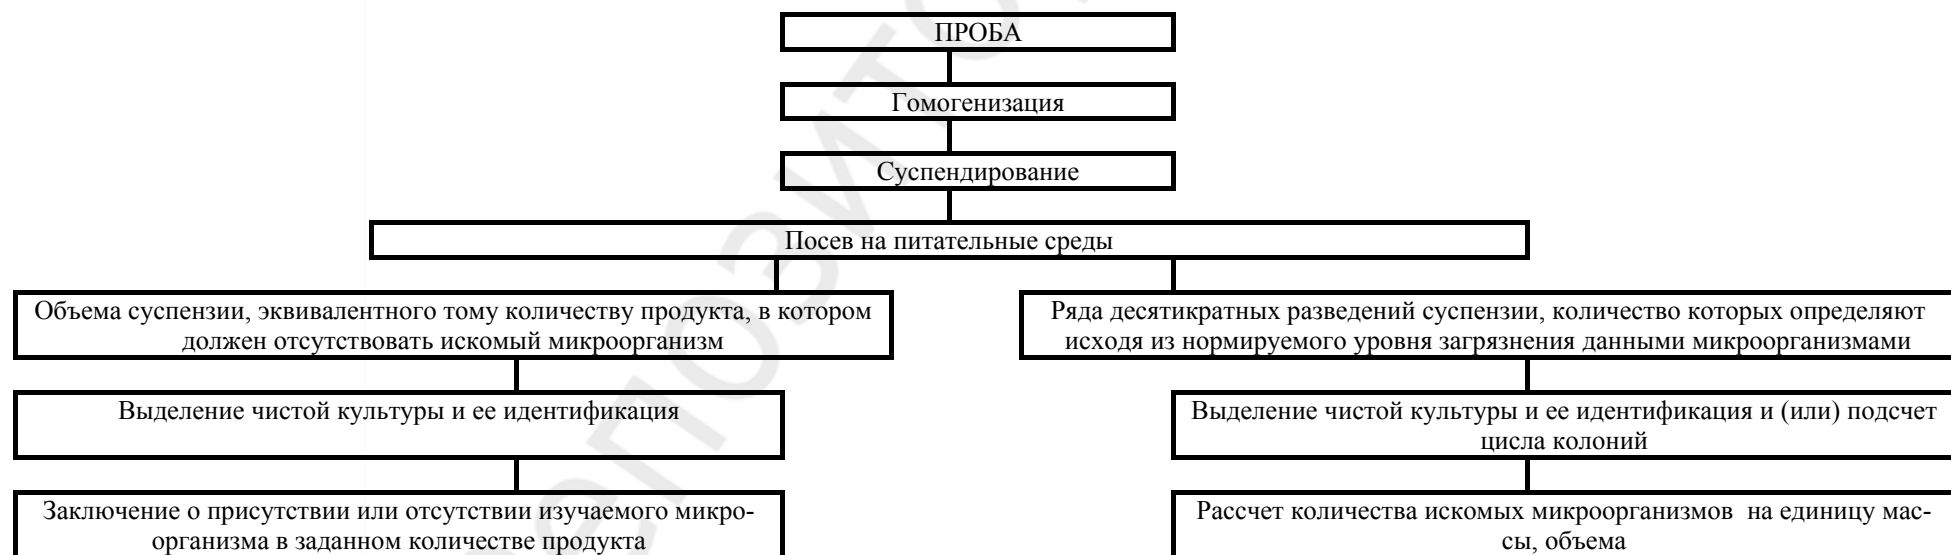 ПРОБА
Гомогенизация
Суспендирование
Посев на питательные среды
Объема суспензии, эквивалентного тому количеству продукта, в котором
должен отсутствовать искомый микроорганизм
Ряда десятикратных разведений суспензии, количество которых определяют
исходя из нормируемого уровня загрязнения данными микроорганизмами
Выделение чистой культуры и ее идентификация
Выделение чистой культуры и ее идентификация и (или) подсчет
числа колоний
Заключение о присутствии или отсутствии изучаемого микро-
организма в заданном количестве продукта
Рассчет количества искомых микроорганизмов на единицу мас-
сы, объема